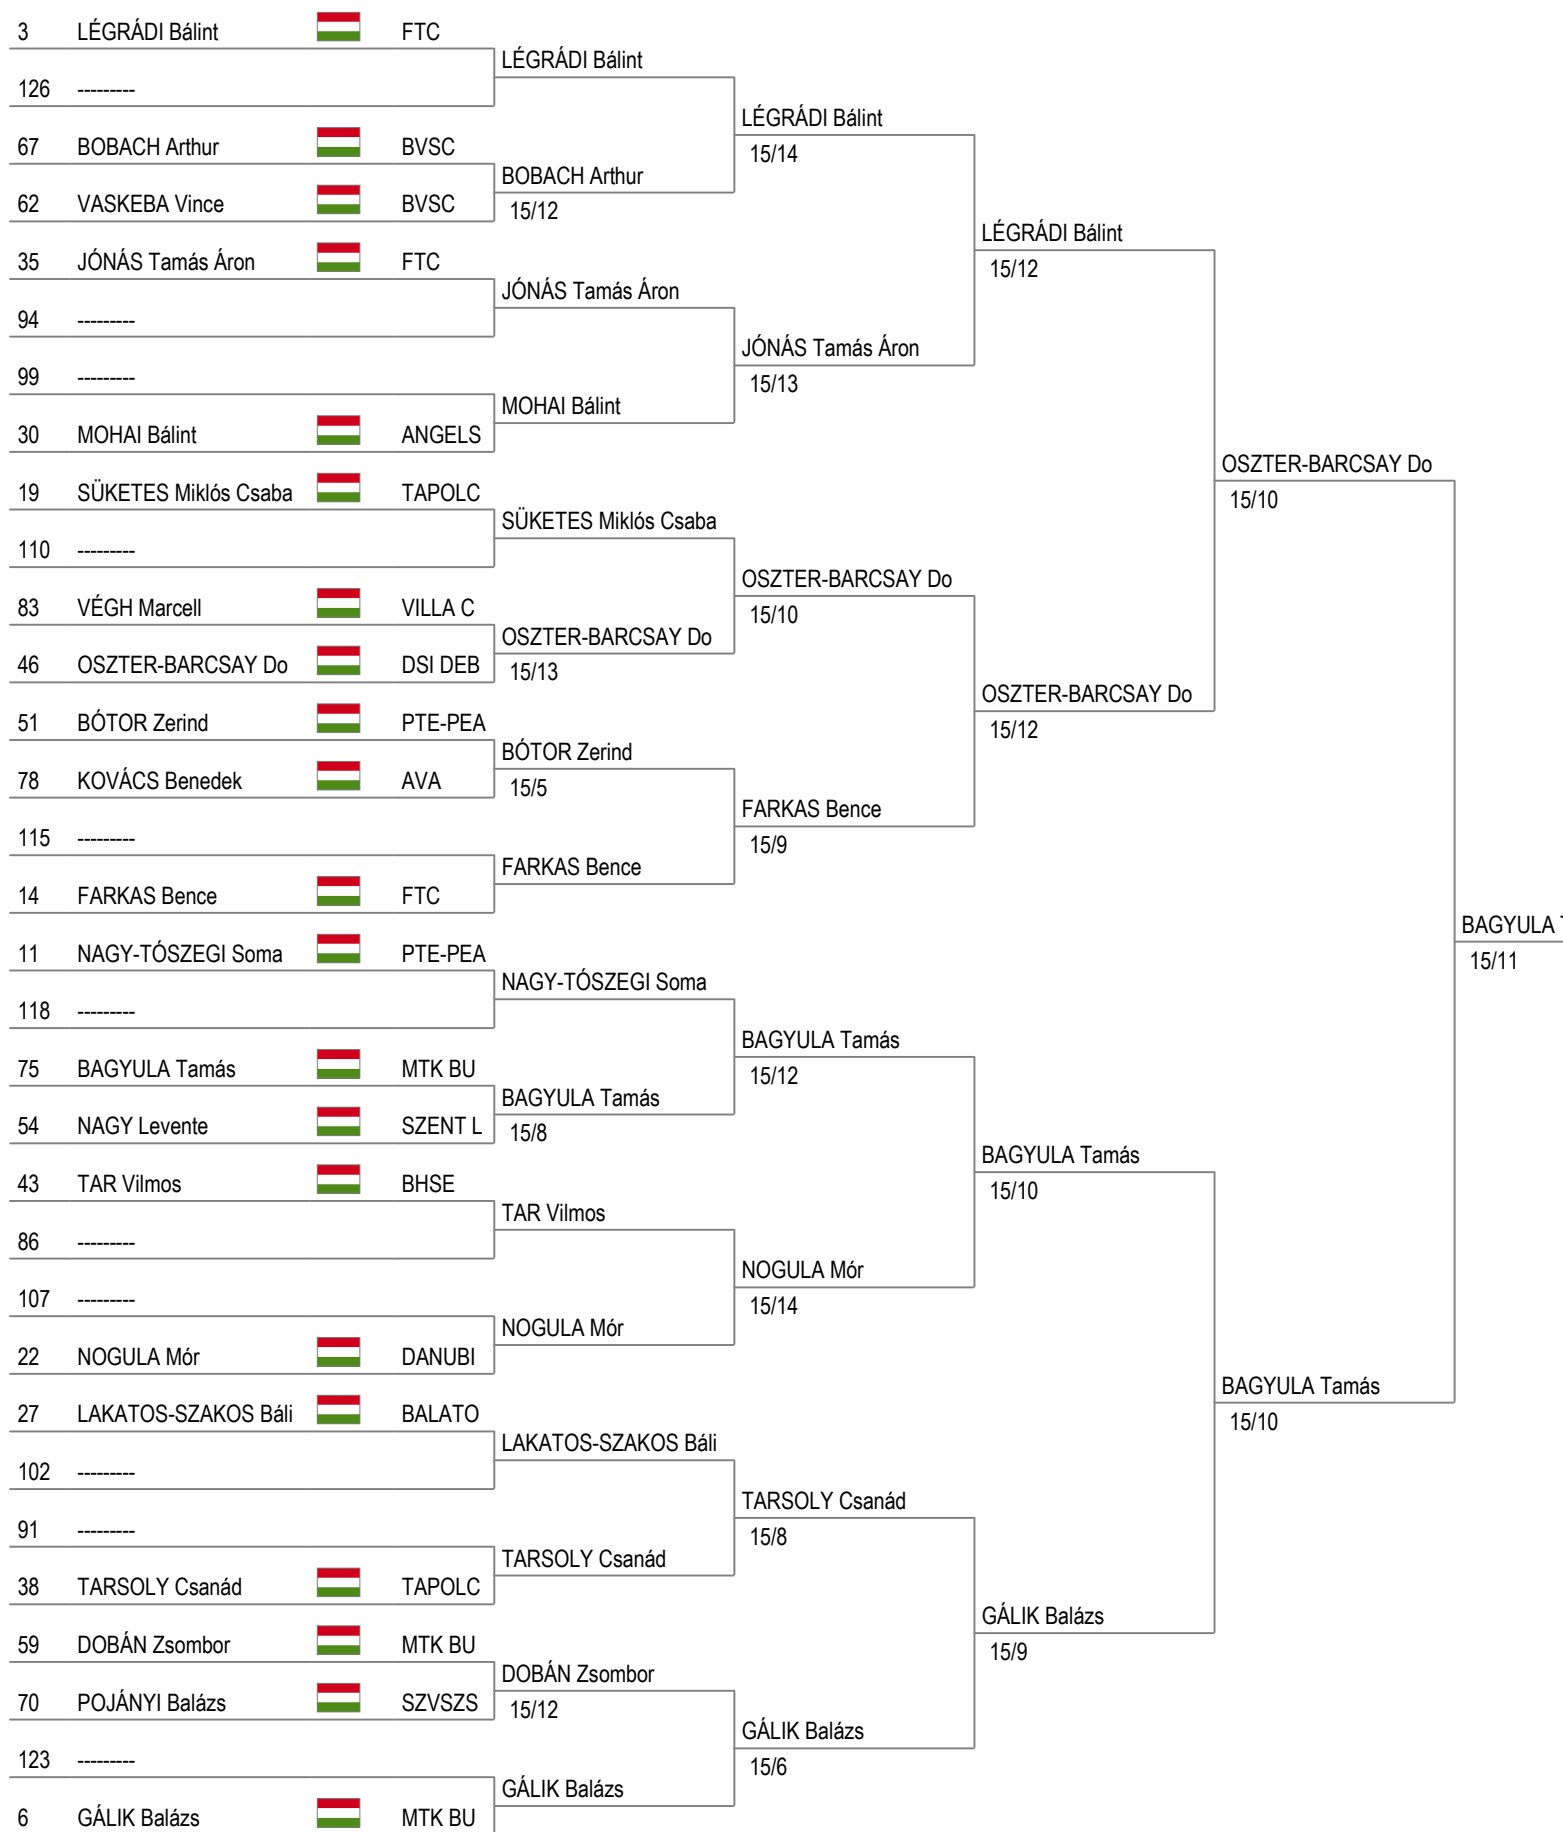 3 LÉGRÁDI Bálint FTC
LÉGRÁDI Bálint
126 ---------
LÉGRÁDI Bálint
15/14
67 BOBACH Arthur BVSC
BOBACH Arthur
15/12
62 VASKEBA Vince BVSC
LÉGRÁDI Bálint
15/12
35 JÓNÁS Tamás Áron FTC
JÓNÁS Tamás Áron
94 ---------
JÓNÁS Tamás Áron
15/13
99 ---------
MOHAI Bálint
30 MOHAI Bálint ANGELS
OSZTER-BARCSAY Do
15/10
19 SÜKETES Miklós Csaba TAPOLC
SÜKETES Miklós Csaba
110 ---------
OSZTER-BARCSAY Do
15/10
83 VÉGH Marcell VILLA C
OSZTER-BARCSAY Do
15/13
46 OSZTER-BARCSAY Do DSI DEB
OSZTER-BARCSAY Do
15/12
51 BÓTOR Zerind PTE-PEA
BÓTOR Zerind
15/5
78 KOVÁCS Benedek AVA
FARKAS Bence
15/9
115 ---------
FARKAS Bence
14 FARKAS Bence FTC
BAGYULA
15/11
11 NAGY-TÓSZEGI Soma PTE-PEA
NAGY-TÓSZEGI Soma
118 ---------
BAGYULA Tamás
15/12
75 BAGYULA Tamás MTK BU
BAGYULA Tamás
15/8
54 NAGY Levente SZENT L
BAGYULA Tamás
15/10
43 TAR Vilmos BHSE
TAR Vilmos
86 ---------
NOGULA Mór
15/14
107 ---------
NOGULA Mór
22 NOGULA Mór DANUBI
BAGYULA Tamás
15/10
27 LAKATOS-SZAKOS Báli BALATO
LAKATOS-SZAKOS Báli
102 ---------
TARSOLY Csanád
15/8
91 ---------
TARSOLY Csanád
38 TARSOLY Csanád TAPOLC
GÁLIK Balázs
15/9
59 DOBÁN Zsombor MTK BU
DOBÁN Zsombor
15/12
70 POJÁNYI Balázs SZVSZS
GÁLIK Balázs
15/6
123 ---------
GÁLIK Balázs
6 GÁLIK Balázs MTK BU